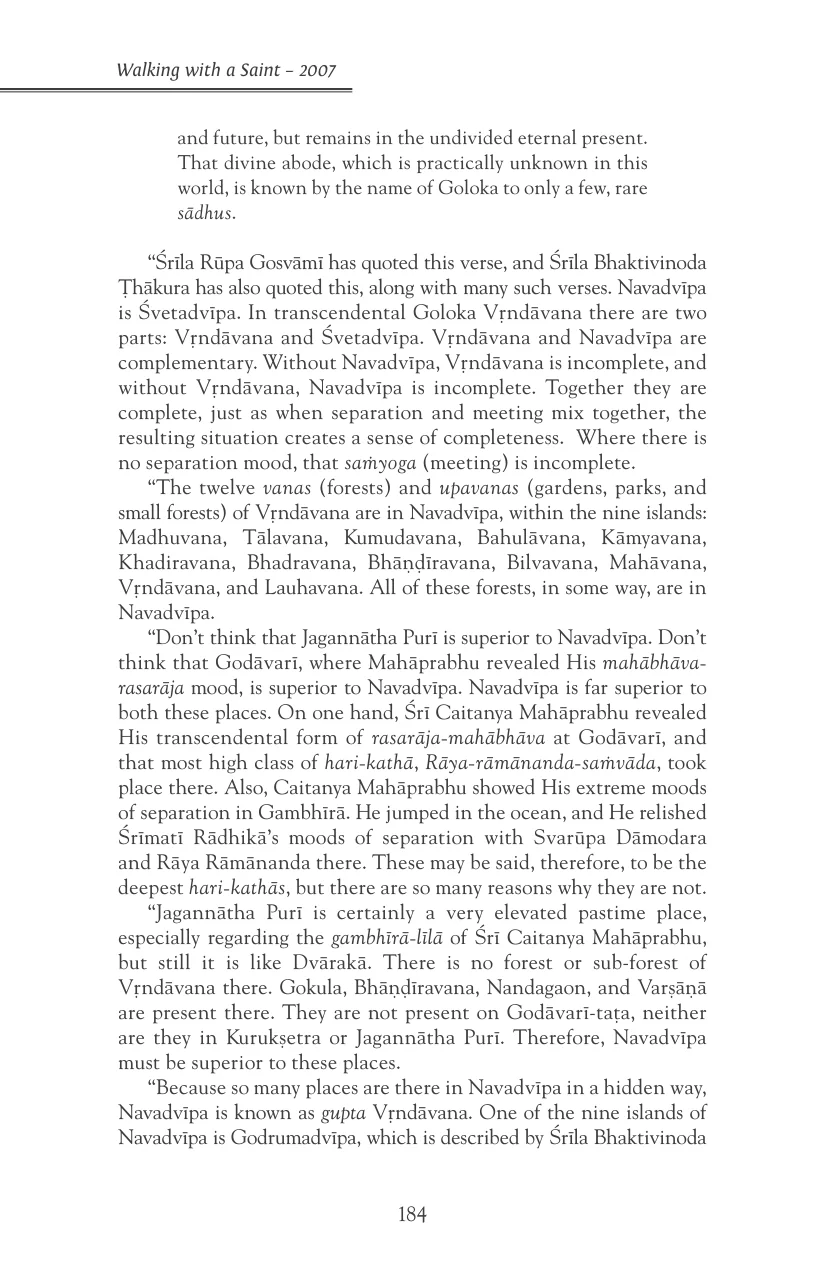 Walking with a Saint – 2007
and future, but remains in the undivided eternal present.
That divine abode, which is practically unknown in this
world, is known by the name of Goloka to only a few, rare
sādhus.
“Śrīla Rūpa Gosvāmī has quoted this verse, and Śrīla Bhaktivinoda
Ṭhākura has also quoted this, along with many such verses. Navadvīpa
is Śvetadvīpa. In transcendental Goloka Vṛndāvana there are two
parts: Vṛndāvana and Śvetadvīpa. Vṛndāvana and Navadvīpa are
complementary. Without Navadvīpa, Vṛndāvana is incomplete, and
without Vṛndāvana, Navadvīpa is incomplete. Together they are
complete, just as when separation and meeting mix together, the
resulting situation creates a sense of completeness. Where there is
no separation mood, that saṁyoga (meeting) is incomplete.
“The twelve vanas (forests) and upavanas (gardens, parks, and
small forests) of Vṛndāvana are in Navadvīpa, within the nine islands:
Madhuvana, Tālavana, Kumudavana, Bahulāvana, Kāmyavana,
Khadiravana, Bhadravana, Bhāṇḍīravana, Bilvavana, Mahāvana,
Vṛndāvana, and Lauhavana. All of these forests, in some way, are in
Navadvīpa.
“Don’t think that Jagannātha Purī is superior to Navadvīpa. Don’t
think that Godāvarī, where Mahāprabhu revealed His mahābhāva-
rasarāja mood, is superior to Navadvīpa. Navadvīpa is far superior to
both these places. On one hand, Śrī Caitanya Mahāprabhu revealed
His transcendental form of rasarāja-mahābhāva at Godāvarī, and
that most high class of hari-kathā, Rāya-rāmānanda-saṁvāda, took
place there. Also, Caitanya Mahāprabhu showed His extreme moods
of separation in Gambhīrā. He jumped in the ocean, and He relished
Śrīmatī Rādhikā’s moods of separation with Svarūpa Dāmodara
and Rāya Rāmānanda there. These may be said, therefore, to be the
deepest hari-kathās, but there are so many reasons why they are not.
“Jagannātha Purī is certainly a very elevated pastime place,
especially regarding the gambhīrā-līlā of Śrī Caitanya Mahāprabhu,
but still it is like Dvārakā. There is no forest or sub-forest of
Vṛndāvana there. Gokula, Bhāṇḍīravana, Nandagaon, and Varṣāṇā
are present there. They are not present on Godāvarī-taṭa, neither
are they in Kurukṣetra or Jagannātha Purī. Therefore, Navadvīpa
must be superior to these places.
“Because so many places are there in Navadvīpa in a hidden way,
Navadvīpa is known as gupta Vṛndāvana. One of the nine islands of
Navadvīpa is Godrumadvīpa, which is described by Śrīla Bhaktivinoda
184